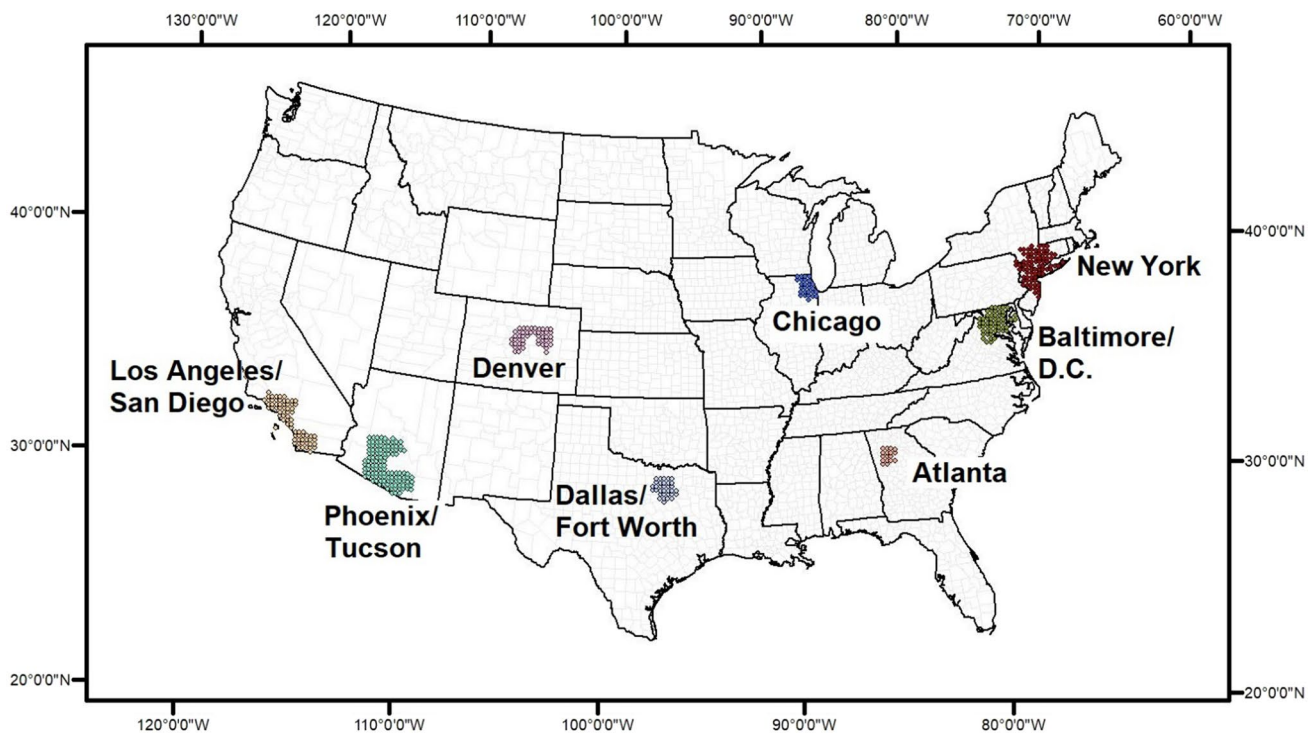 130°0'0"W 120°0'0"W 110°0'0"W 100°0'0"W 90°0'0"W 80°0'0"W 70°0'0"W 60°0'0"W
40°0'0"N
40°0'0"N
New York
Chicago
Baltimore/
D.C.
Denver
Los Angeles/
San Diego
30°0'0"N
30°0'0"N
Atlanta
Dallas/
Fort Worth
Phoenix/
Tucson
20°0'0"N
20°0'0"N
120°0'0"W 110°0'0"W 100°0'0"W 90°0'0"W 80°0'0"W